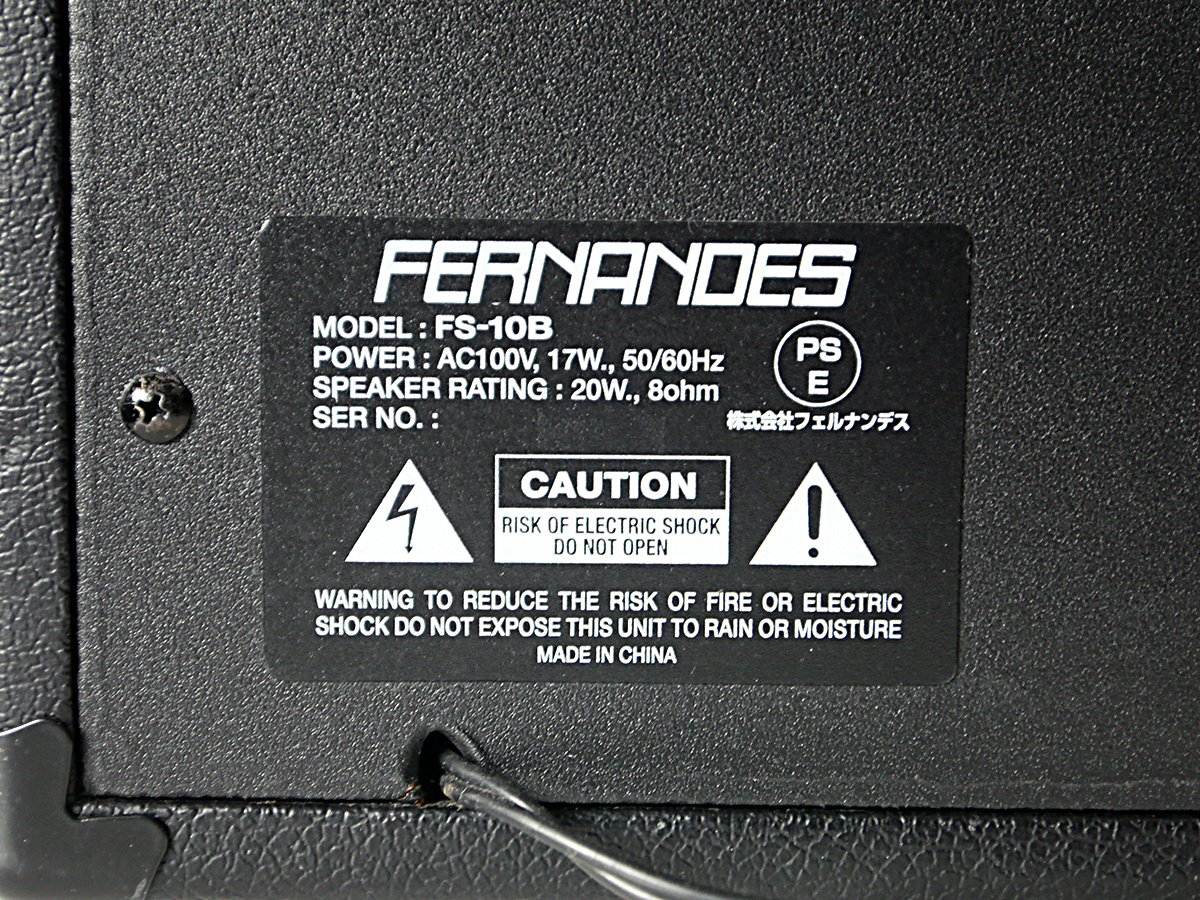 FERNANDES
MODEL : FS-10B
POWER : AC100V, 17W., 50/60Hz
SPEAKER RATING : 20W., 8ohm
SER NO. :
PS
E
株式会社フェルナンデス
CAUTION
RISK OF ELECTRIC SHOCK
DO NOT OPEN
WARNING TO REDUCE THE RISK OF FIRE OR ELECTRIC
SHOCK DO NOT EXPOSE THIS UNIT TO RAIN OR MOISTURE
MADE IN CHINA